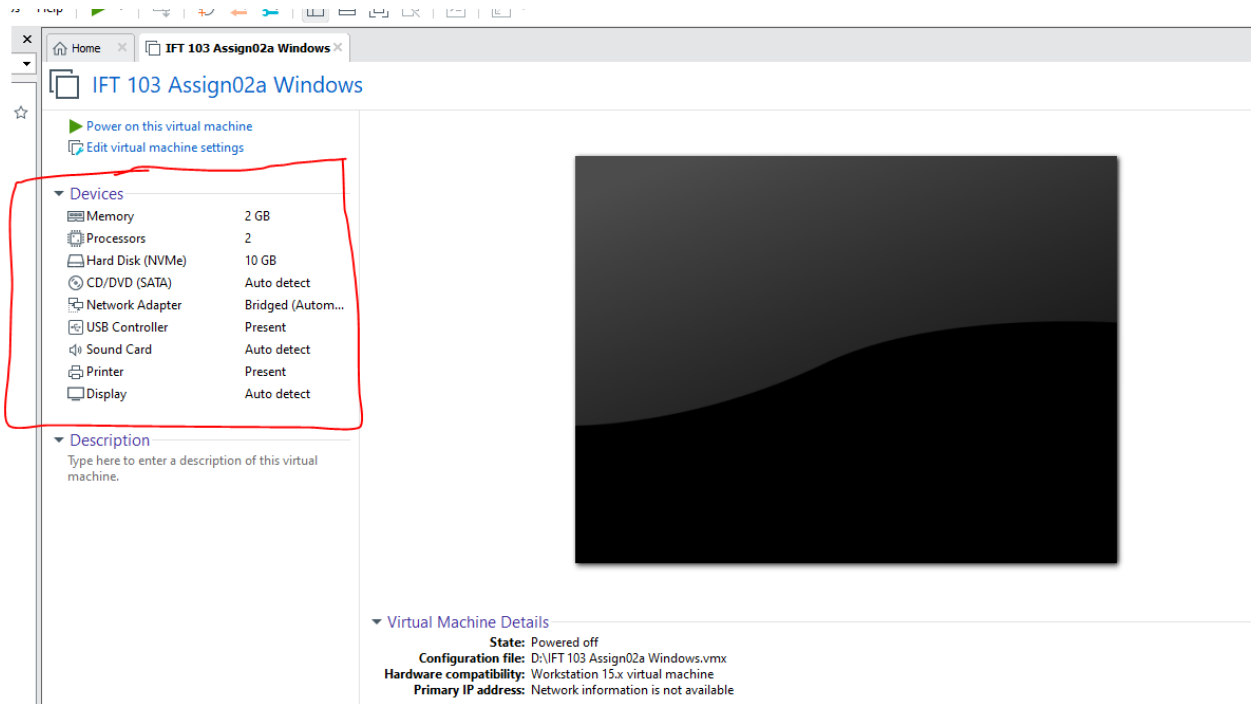 Help
Home
IFT 103 Assign02a Windows
IFT 103 Assign02a Windows
Power on this virtual machine
Edit virtual machine settings
Devices
Memory 2 GB
Processors 2
Hard Disk (NVMe) 10 GB
CD/DVD (SATA) Auto detect
Network Adapter Bridged (Autom...
USB Controller Present
Sound Card Auto detect
Printer Present
Display Auto detect
Description
Type here to enter a description of this virtual
machine.
Virtual Machine Details
State: Powered off
Configuration file: D:\IFT 103 Assign02a Windows.vmx
Hardware compatibility: Workstation 15.x virtual machine
Primary IP address: Network information is not available